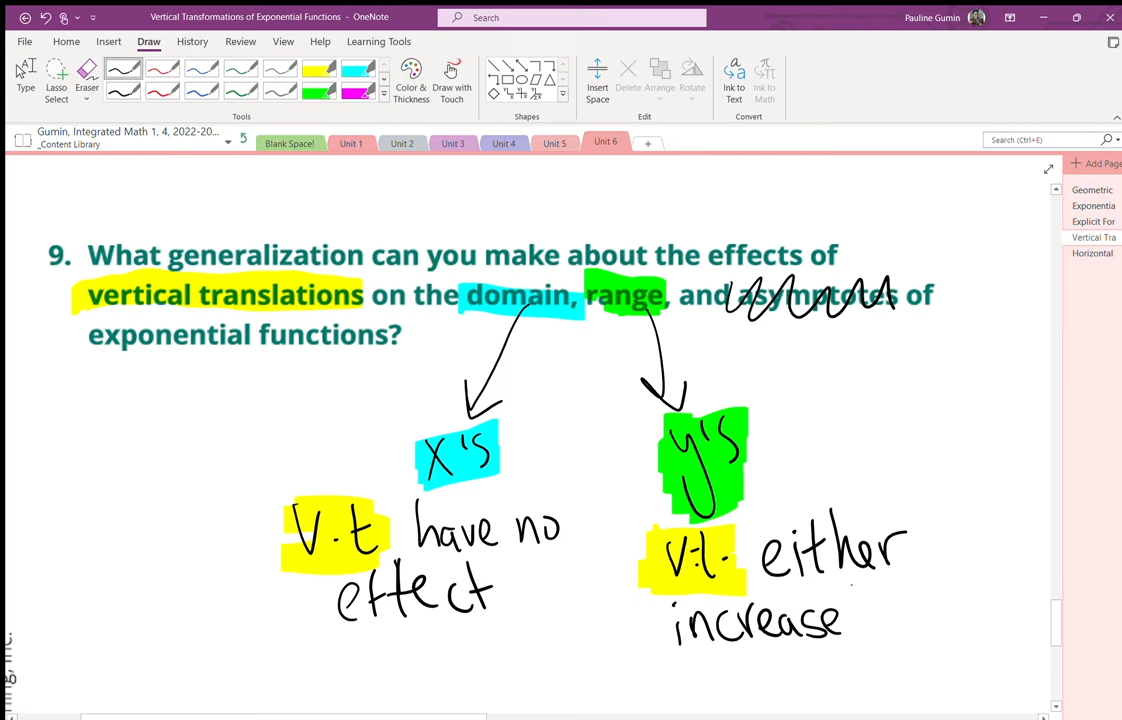 Vertical Transformations of Exponential Functions - OneNote
Search
Pauline Gumin
File Home Insert Draw History Review View Help Learning Tools
Type
Lasso Select
Eraser
Color & Thickness
Draw with Touch
Insert Space
Delete
Arrange
Rotate
Ink to Text
Ink to Math
Tools
Shapes
Edit
Convert
Gumin, Integrated Math 1, 4, 2022-20...
_Content Library
Blank Space! Unit 1 Unit 2 Unit 3 Unit 4 Unit 5 Unit 6
Search (Ctrl+E)
Add Page
Geometric
Exponentia
Explicit For
Vertical Tra
Horizontal
9. What generalization can you make about the effects of
vertical translations on the domain, range, and asymptotes of
exponential functions?
x's
V.t have no
effect
y's
v.t. either
increase
ning, Inc.